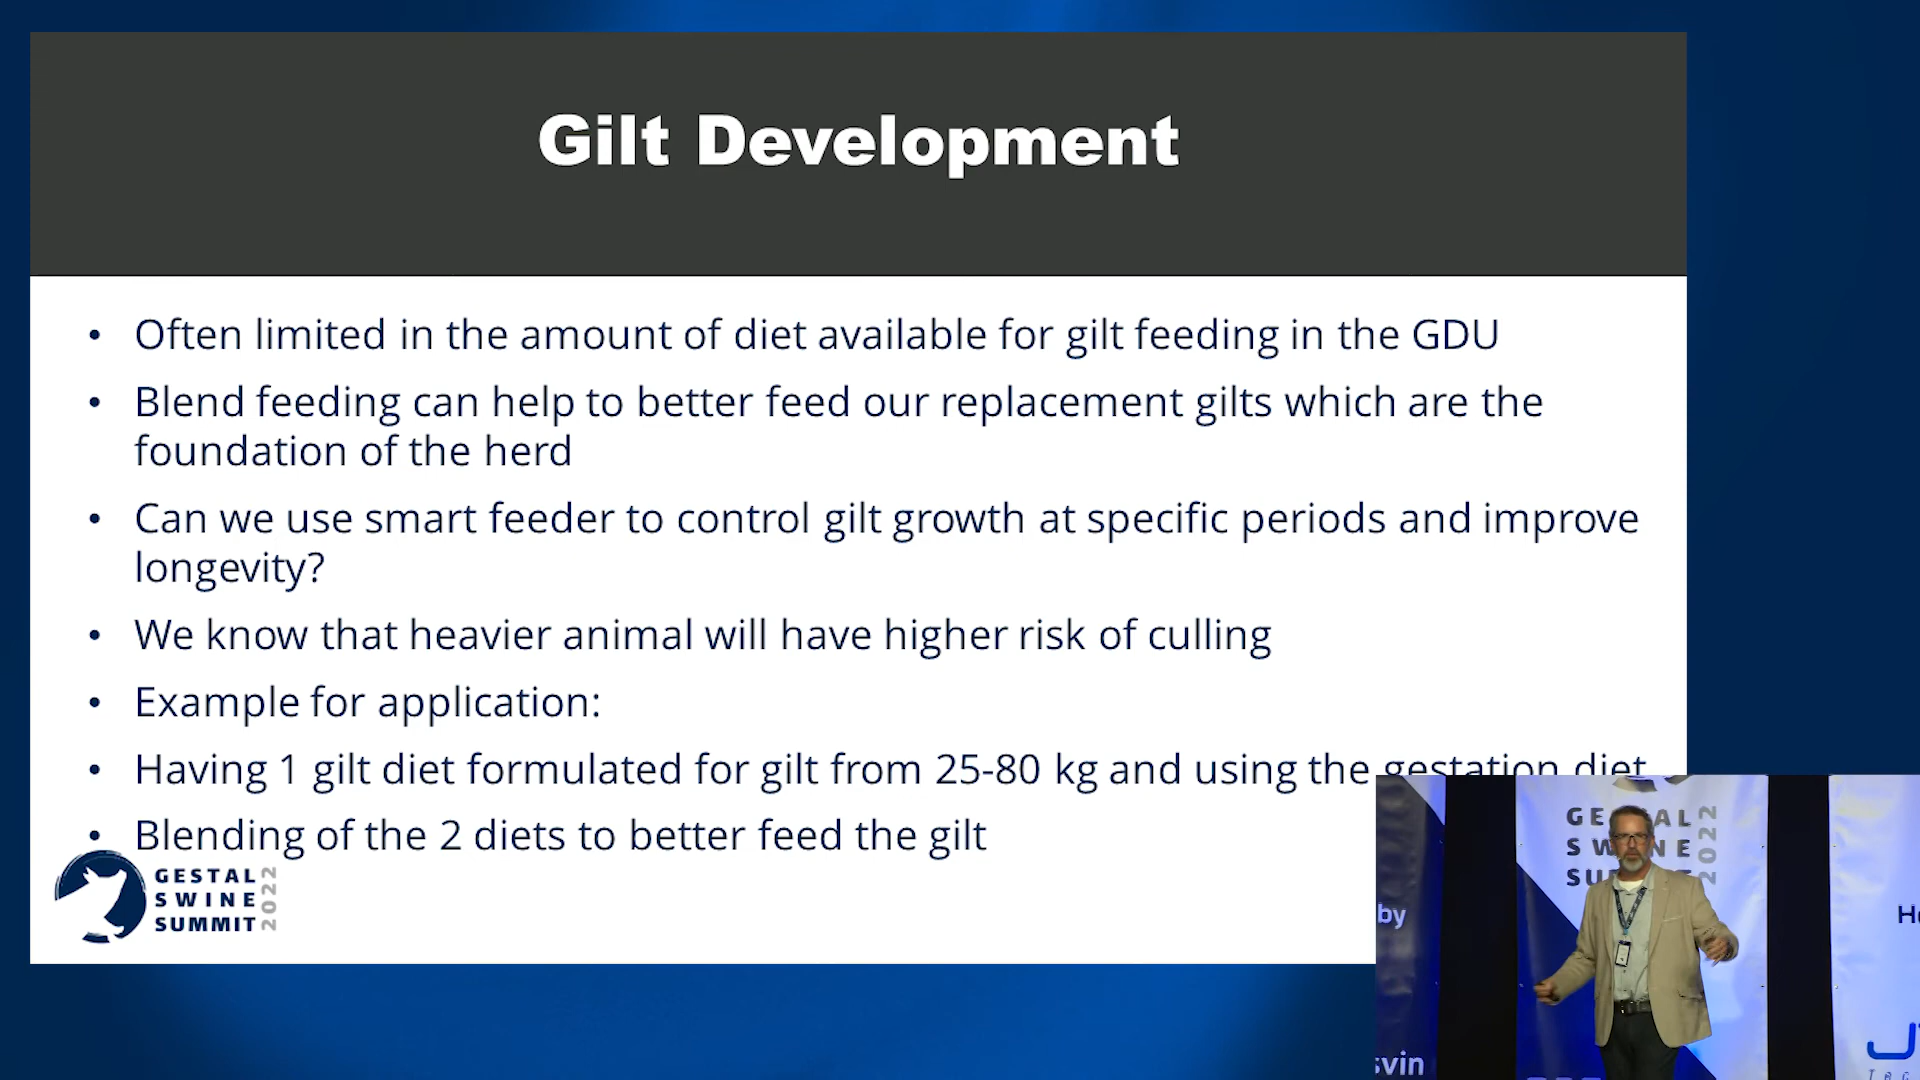 Gilt Development
• Often limited in the amount of diet available for gilt feeding in the GDU
• Blend feeding can help to better feed our replacement gilts which are the
foundation of the herd
• Can we use smart feeder to control gilt growth at specific periods and improve
longevity?
• We know that heavier animal will have higher risk of culling
• Example for application:
• Having 1 gilt diet formulated for gilt from 25-80 kg and using the gestation diet
• Blending of the 2 diets to better feed the gilt
GESTAL
SWINE
SUMMIT
2022
2022
by